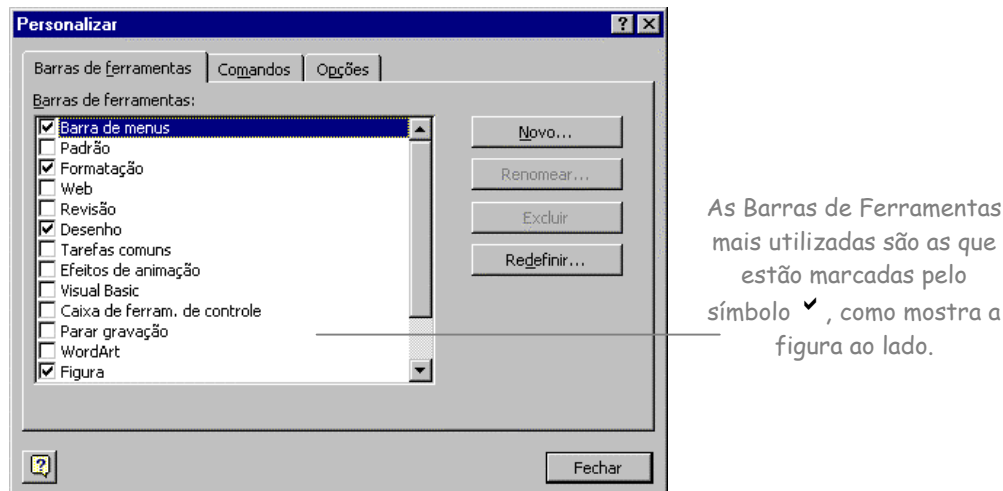 Personalizar
Barras de ferramentas
Comandos
Opções
Barras de ferramentas:
Barra de menus
Padrão
Formatação
Web
Revisão
Desenho
Tarefas comuns
Efeitos de animação
Visual Basic
Caixa de ferram. de controle
Parar gravação
WordArt
Figura
Novo...
Renomear...
Excluir
Redefinir...
Fechar
As Barras de Ferramentas
mais utilizadas são as que
estão marcadas pelo
símbolo ✔ , como mostra a
figura ao lado.